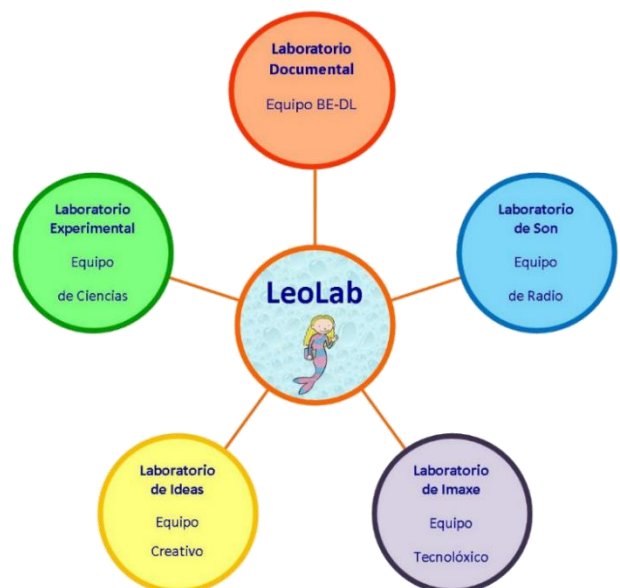 Laboratorio
Documental
Equipo BE-DL
Laboratorio
Experimental
Equipo
de Ciencias
Laboratorio
de Son
Equipo
de Radio
LeoLab
Laboratorio
de Ideas
Equipo
Creativo
Laboratorio
de Imaxe
Equipo
Tecnolóxico